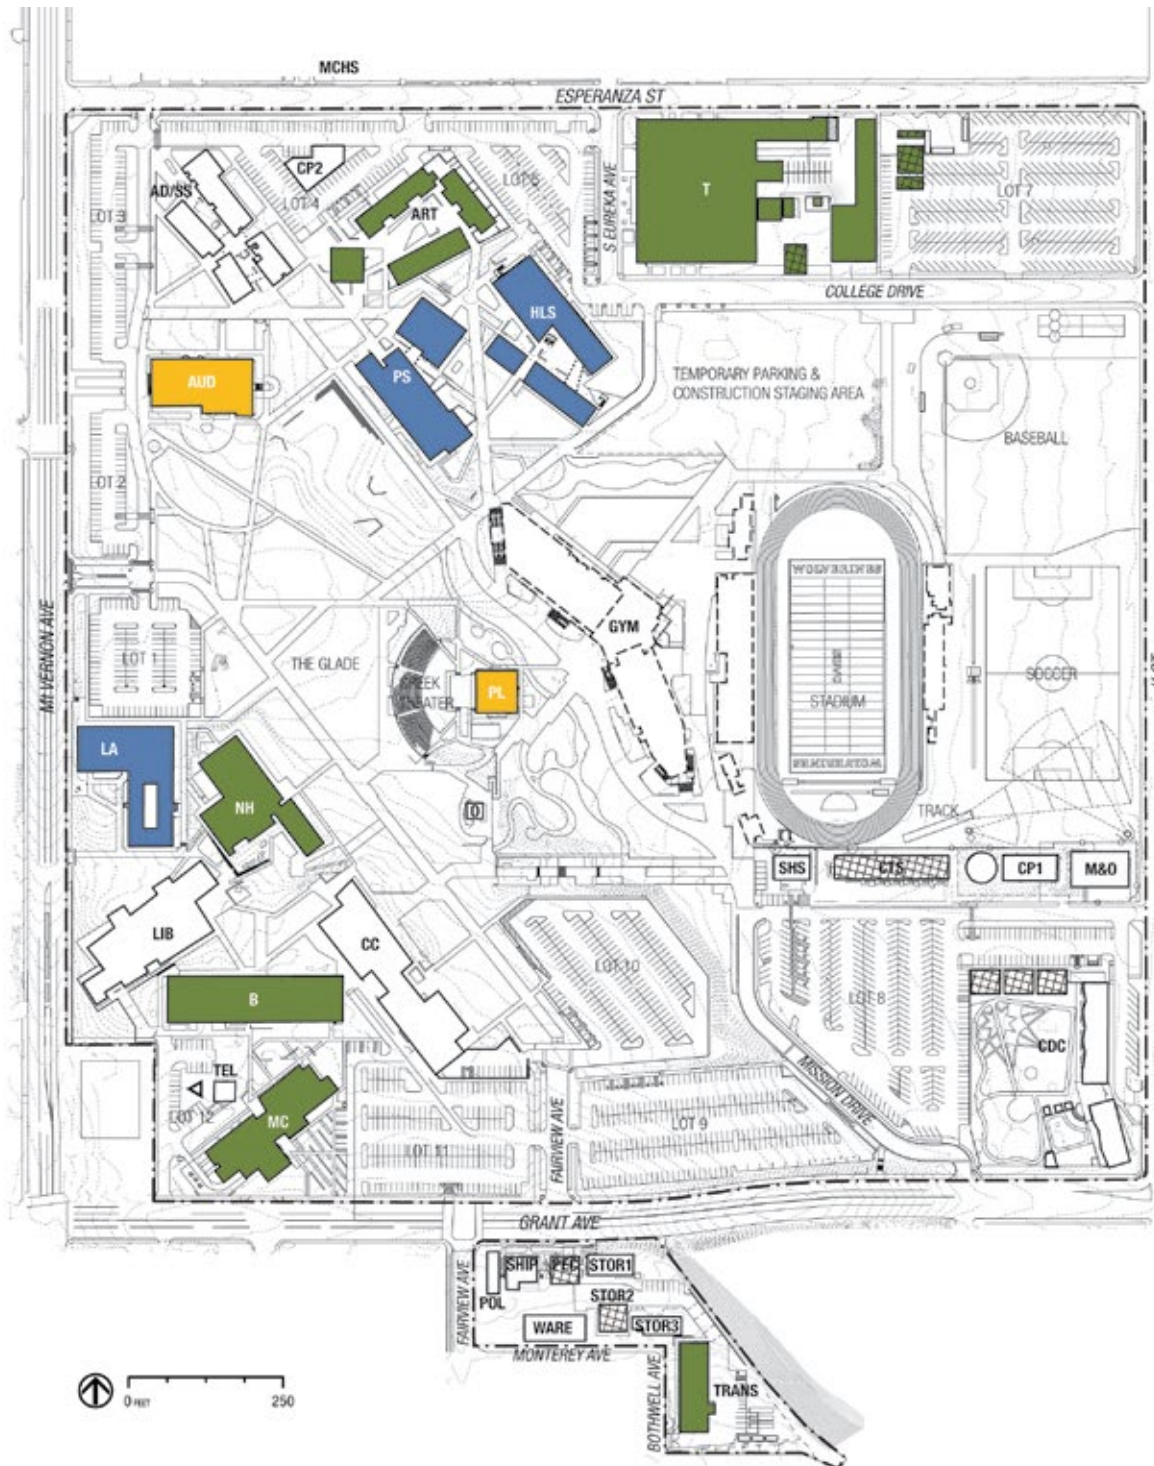 MCHS
ESPERANZA ST
CP2
AD/SS
LOT 3
LOT 4
ART
LOT 5
S EUREKA AVE
T
LOT 7
COLLEGE DRIVE
HLS
PS
AUD
TEMPORARY PARKING &
CONSTRUCTION STAGING AREA
BASEBALL
LOT 2
WOLVERINES
GYM
Mt VERNON AVE
LOT 1
THE GLADE
PL
GREEK
THEATER
STADIUM
SOCCER
LA
NH
TRACK
SHS
CTS
CP1
M&O
LIB
CC
LOT 10
LOT 8
B
CDC
TEL
MISSION DRIVE
LOT 12
MC
LOT 11
FAIRVIEW AVE
LOT 9
GRANT AVE
FAIRVIEW AVE
SHIP
PFC
STOR1
POL
STOR2
WARE
STOR3
MONTEREY AVE
BOTHWELL AVE
TRANS
0 FEET
250